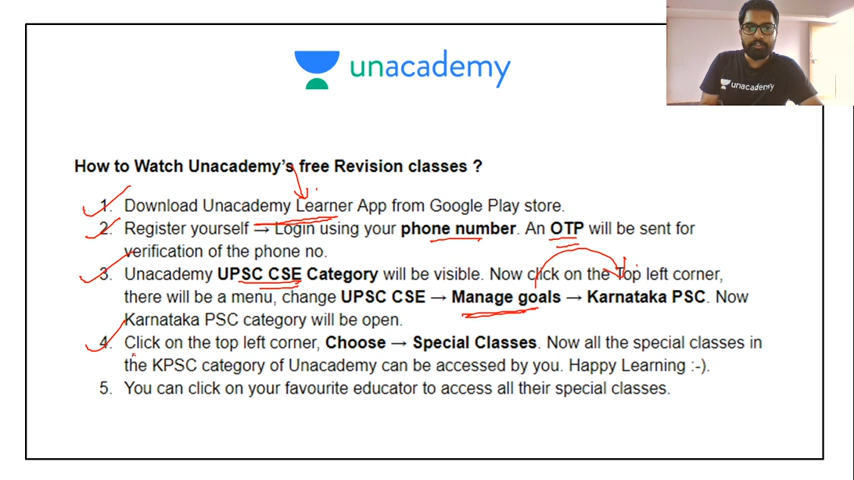 unacademy
unacademy
How to Watch Unacademy's free Revision classes ?
1. Download Unacademy Learner App from Google Play store.
2. Register yourself → Login using your phone number. An OTP will be sent for
verification of the phone no.
3. Unacademy UPSC CSE Category will be visible. Now click on the Top left corner,
there will be a menu, change UPSC CSE → Manage goals → Karnataka PSC. Now
Karnataka PSC category will be open.
4. Click on the top left corner, Choose → Special Classes. Now all the special classes in
the KPSC category of Unacademy can be accessed by you. Happy Learning :-).
5. You can click on your favourite educator to access all their special classes.